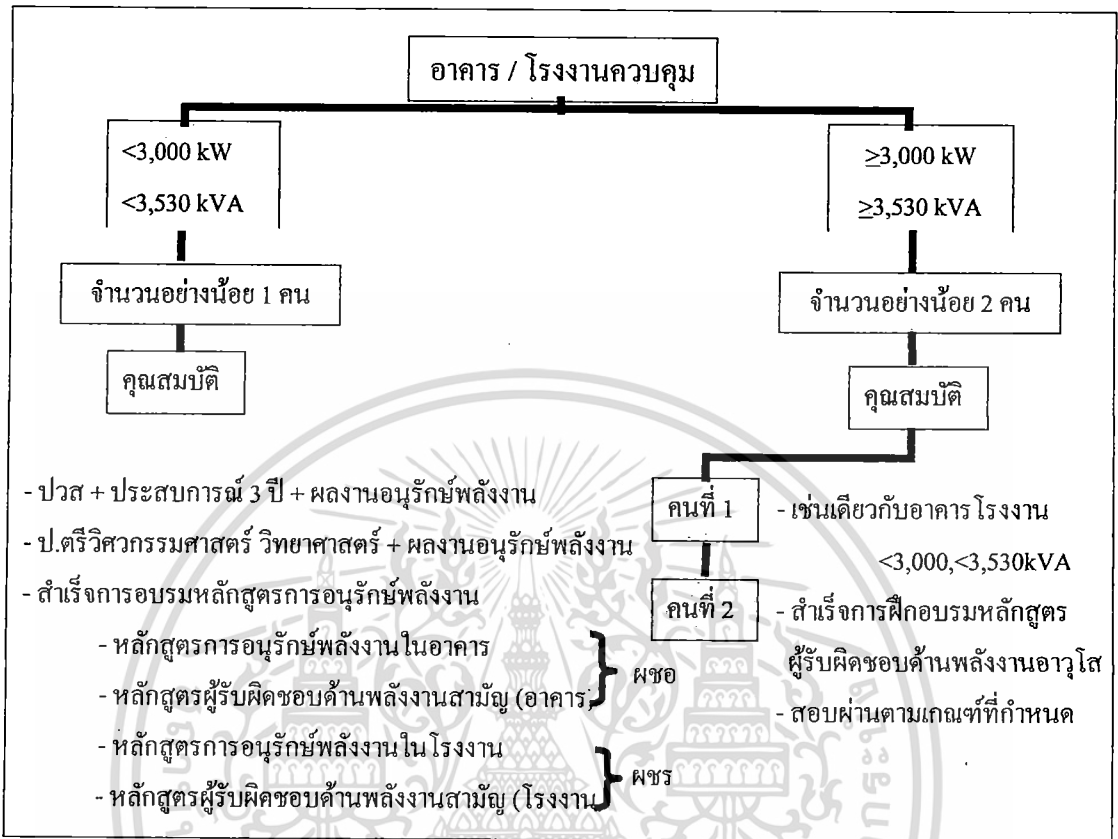 อาคาร / โรงงานควบคุม
<3,000 kW
<3,530 kVA
จำนวนอย่างน้อย 1 คน
คุณสมบัติ
- ปวส + ประสบการณ์ 3 ปี + ผลงานอนุรักษ์พลังงาน
- ป.ตรีวิศวกรรมศาสตร์ วิทยาศาสตร์ + ผลงานอนุรักษ์พลังงาน
- สำเร็จการอบรมหลักสูตรการอนุรักษ์พลังงาน
- หลักสูตรการอนุรักษ์พลังงานในอาคาร
- หลักสูตรผู้รับผิดชอบด้านพลังงานสามัญ (อาคาร)
ผชอ
- หลักสูตรการอนุรักษ์พลังงานในโรงงาน
- หลักสูตรผู้รับผิดชอบด้านพลังงานสามัญ (โรงงาน
ผชร
≥3,000 kW
≥3,530 kVA
จำนวนอย่างน้อย 2 คน
คุณสมบัติ
คนที่ 1
- เช่นเดียวกับอาคารโรงงาน
<3,000,<3,530kVA
คนที่ 2
- สำเร็จการฝึกอบรมหลักสูตร
ผู้รับผิดชอบด้านพลังงานอาวุโส
- สอบผ่านตามเกณฑ์ที่กำหนด